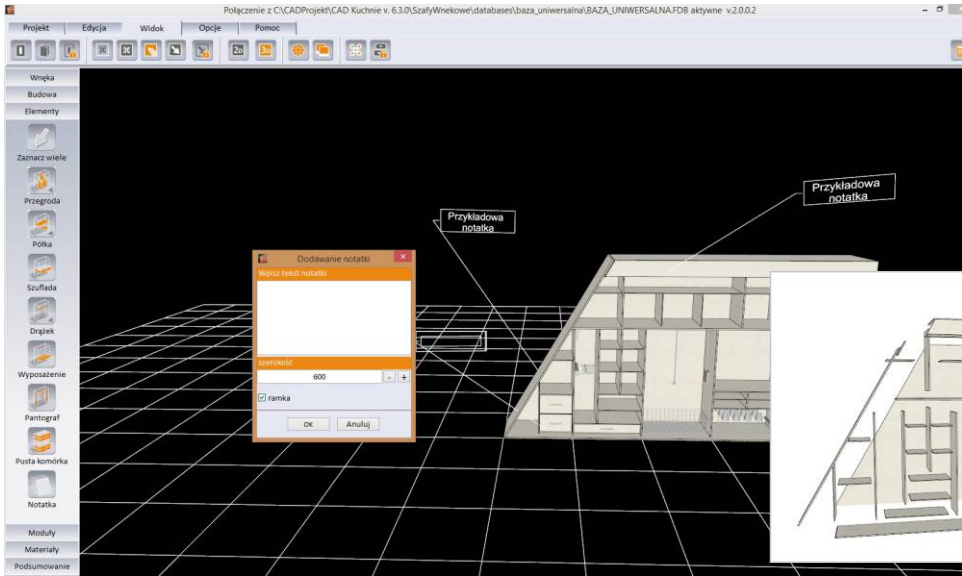 Połączenie z C:\CADProjekt\CAD Kuchnie v. 6.3.0\SzafyWnekowe\databases\baza_uniwersalna\BAZA_UNIWERSALNA.FDB aktywne v.2.0.0.2
Projekt Edycja Widok Opcje Pomoc
2D 3D
Wnęka
Budowa
Elementy
Zaznacz wiele
Przegroda
Półka
Szuflada
Drążek
Wyposażenie
Pantograf
Pusta komórka
Notatka
Moduły
Materiały
Podsumowanie
Przykładowa
notatka
Przykładowa
notatka
Dodawanie notatki
Wpisz tekst notatki
szerokość
600 - +
ramka
OK Anuluj